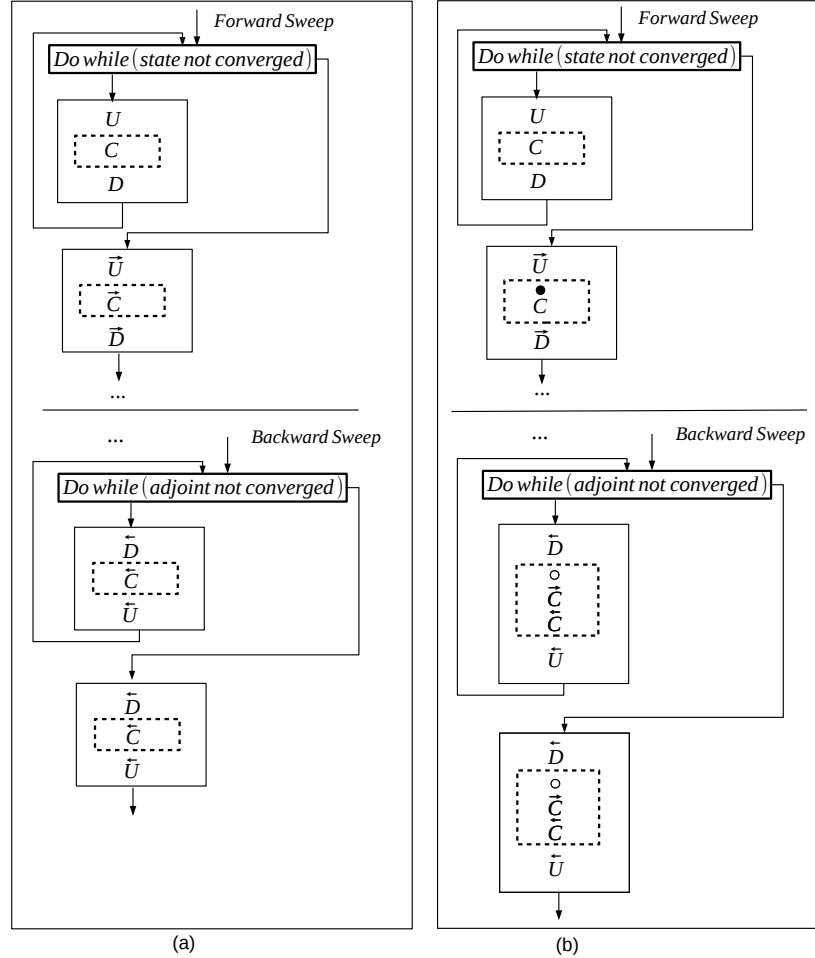 Forward Sweep
Do while (state not converged)
U
C
D
U⃗
C⃗
D⃗
...
...
Backward Sweep
Do while (adjoint not converged)
D⃖
C⃖
U⃖
D⃖
C⃖
U⃖
(a)
Forward Sweep
Do while (state not converged)
U
C
D
U⃗
●
C
D⃗
...
...
Backward Sweep
Do while (adjoint not converged)
D⃖
○
C⃗
C⃖
U⃖
D⃖
○
C⃗
C⃖
U⃖
(b)